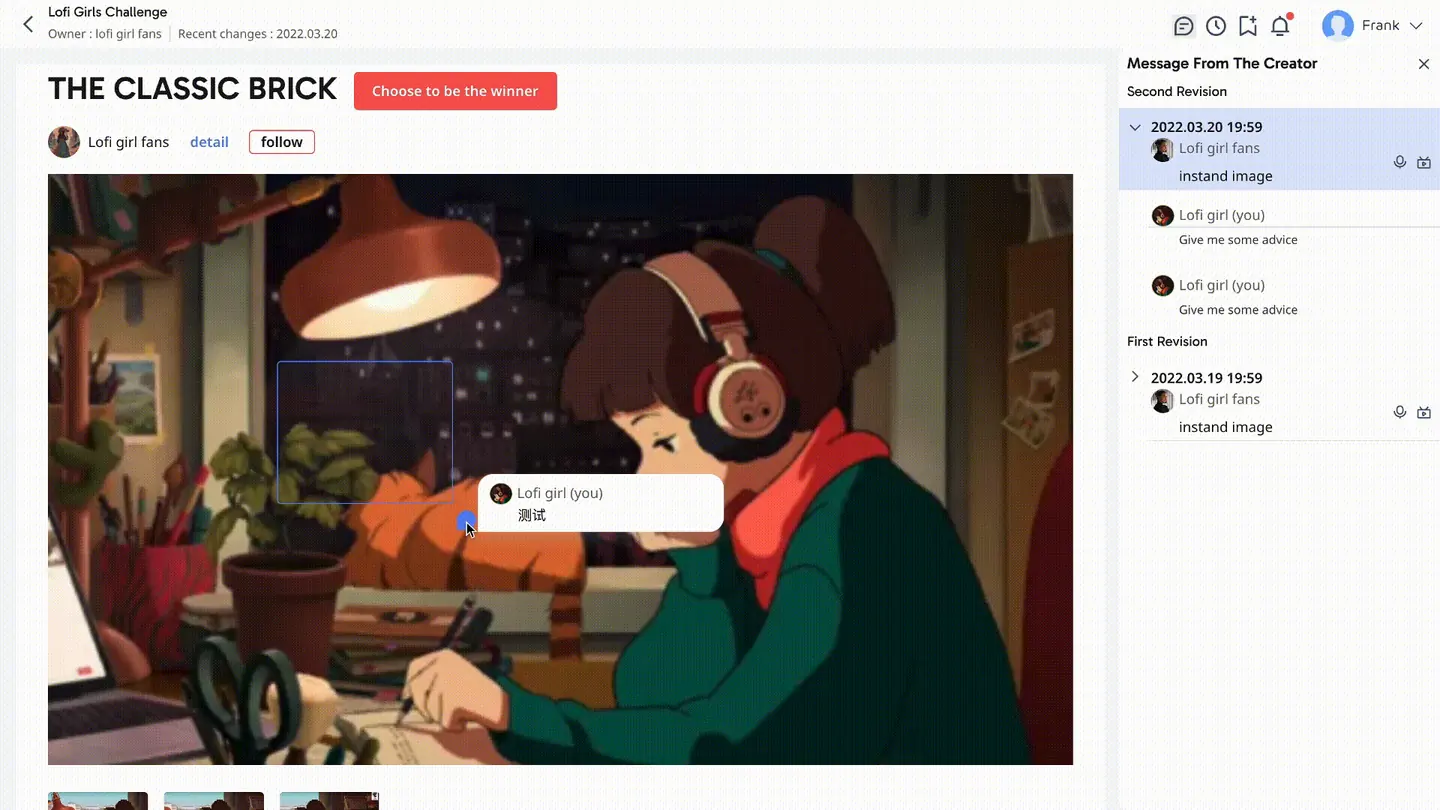 Lofi Girls Challenge
Owner : lofi girl fans
Recent changes : 2022.03.20
Frank
THE CLASSIC BRICK
Choose to be the winner
Lofi girl fans
detail
follow
Lofi girl (you)
测试
Message From The Creator
Second Revision
2022.03.20 19:59
Lofi girl fans
instand image
Lofi girl (you)
Give me some advice
Lofi girl (you)
Give me some advice
First Revision
2022.03.19 19:59
Lofi girl fans
instand image